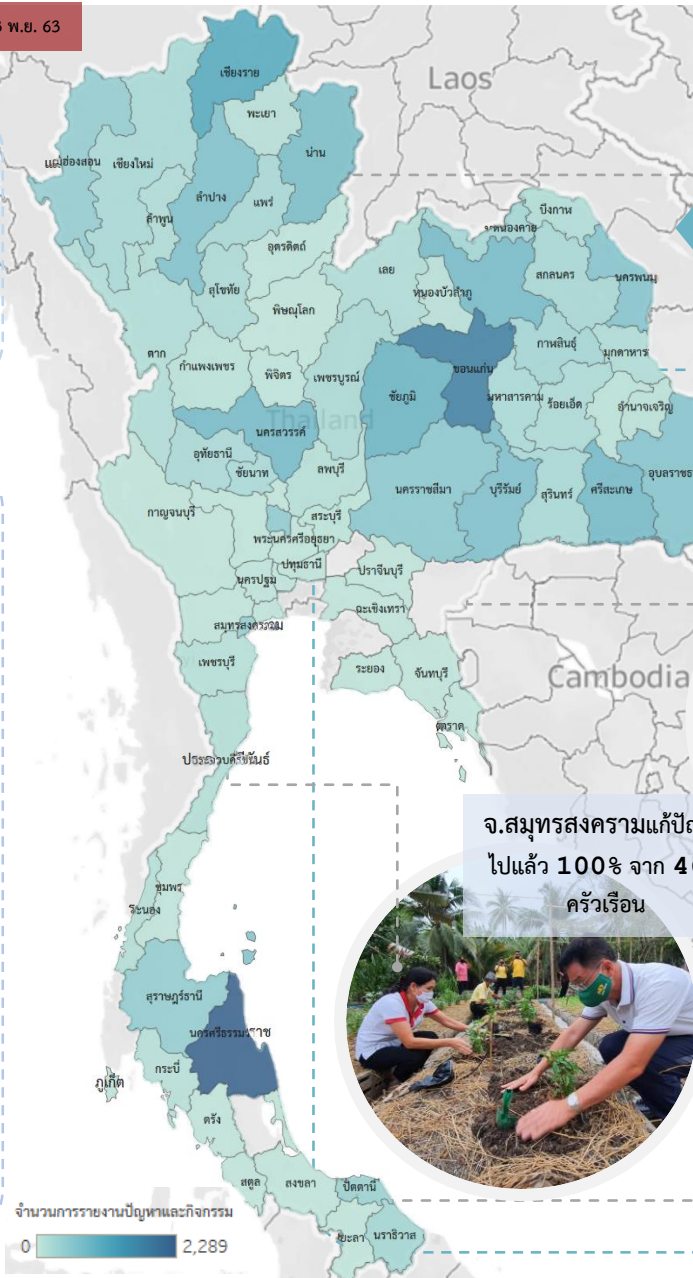 พ.ย. 63
เชียงราย
Laos
พะเยา
แม่ฮ่องสอน
เชียงใหม่
น่าน
ลำปาง
แพร่
ลำพูน
บึงกาฬ
อุตรดิตถ์
เลย
สกลนคร
นครพนม
สุโขทัย
หนองบัวลำภู
พิษณุโลก
ตาก
กำแพงเพชร
พิจิตร
เพชรบูรณ์
ขอนแก่น
กาฬสินธุ์
มุกดาหาร
ชัยภูมิ
มหาสารคาม
ร้อยเอ็ด
อำนาจเจริญ
Thailand
นครสวรรค์
อุทัยธานี
ชัยนาท
ลพบุรี
นครราชสีมา
บุรีรัมย์
สุรินทร์
ศรีสะเกษ
กาญจนบุรี
สระบุรี
พระนครศรีอยุธยา
ปทุมธานี
ปราจีนบุรี
นครปฐม
ฉะเชิงเทรา
สมุทรสงคราม
เพชรบุรี
ระยอง
จันทบุรี
Cambodia
ตราด
ประจวบคีรีขันธ์
จ.สมุทรสงครามแก้
ไปแล้ว 100% จาก
ครัวเรือน
ชุมพร
ระนอง
สุราษฎร์ธานี
นครศรีธรรมราช
ภูเก็ต
กระบี่
ตรัง
สตูล
สงขลา
ปัตตานี
ยะลา
นราธิวาส
จำนวนการรายงานปัญหาและกิจกรรม
0 2,289